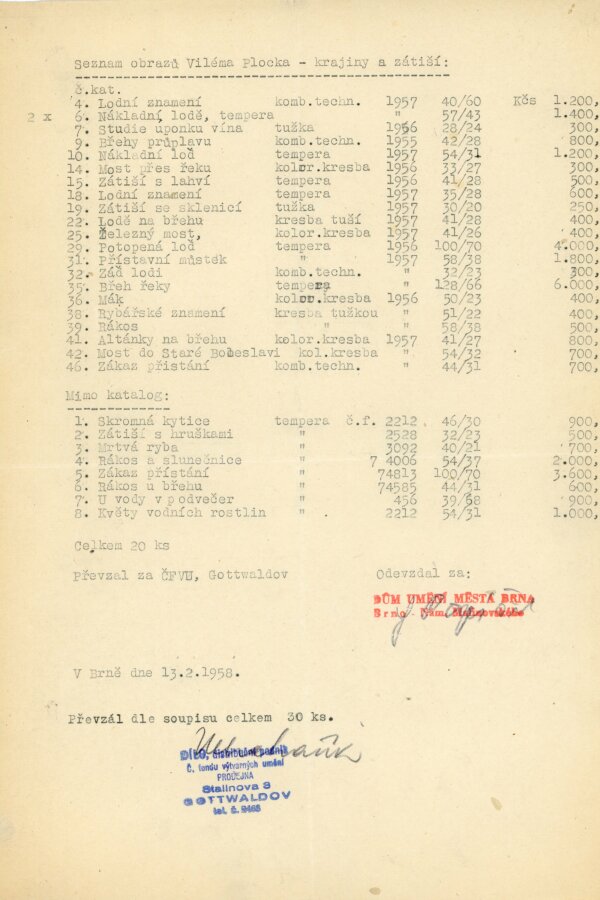 Seznam obrazů Viléma Plocka - krajiny a zátiší:
č.kat.
4. Lodní znamení komb.techn. 1957 40/60 Kčs 1.200,
2 x 6. Nákladní lodě, tempera " 57/43 1.400,
7. Studie uponku vína tužka 1956 28/24 300,
9. Břehy průplavu komb.techn. 1955 42/28 800,
10. Nákladní loď tempera 1957 54/31 1.200,
14. Most přes řeku kolor.kresba 1956 33/27 300,
15. Zátiší s lahví tempera 1956 41/28 500,
18. Lodní znamení tempera 1957 35/28 600,
19. Zátiší se sklenicí tužka 1957 30/20 250,
22. Lodě na břehu kresba tuší 1957 41/28 400,
25. Železný most, kolor.kresba 1957 41/26 400,
29. Potopená loď tempera 1956 100/70 4.000,
31. Přístavní můstek " 1957 58/38 1.800,
32. Záď lodi komb.techn. " 32/23 300,
35. Břeh řeky tempera " 128/66 6.000,
36. Mák kolor.kresba 1956 50/23 400,
38. Rybářské znamení kresba tužkou " 51/22 400,
39. Rákos " " 58/38 500,
41. Altánky na břehu kolor.kresba 1957 41/27 800,
42. Most do Staré Boleslavi kol.kresba " 54/32 700,
46. Zákaz přistání komb.techn. " 44/31 700,
Mimo katalog:
1. Skromná kytice tempera č.f. 2212 46/30 900,
2. Zátiší s hruškami " 2528 32/23 500,
3. Mrtvá ryba " 3092 40/21 700,
4. Rákos a slunečnice " 7 4006 54/37 2.000,
5. Zákaz přístání " 74813 100/70 3.600,
6. Rákos u břehu " 74585 44/31 600,
7. U vody v podvečer " 456 39/68 900,
8. Květy vodních rostlin " 2212 54/31 1.000,
Celkem 20 ks
Převzal za ČFVU, Gottwaldov Odevzdal za:
DŮM UMĚNÍ MĚSTA BRNA
Brno - Nám. Malinovského
V Brně dne 13.2.1958.
Převzál dle soupisu celkem 30 ks.
DÍLO, distribuční podnik
Č. fondu výtvarných umění
PRODEJNA
Stalinova 3
GOTTWALDOV
tel. č.